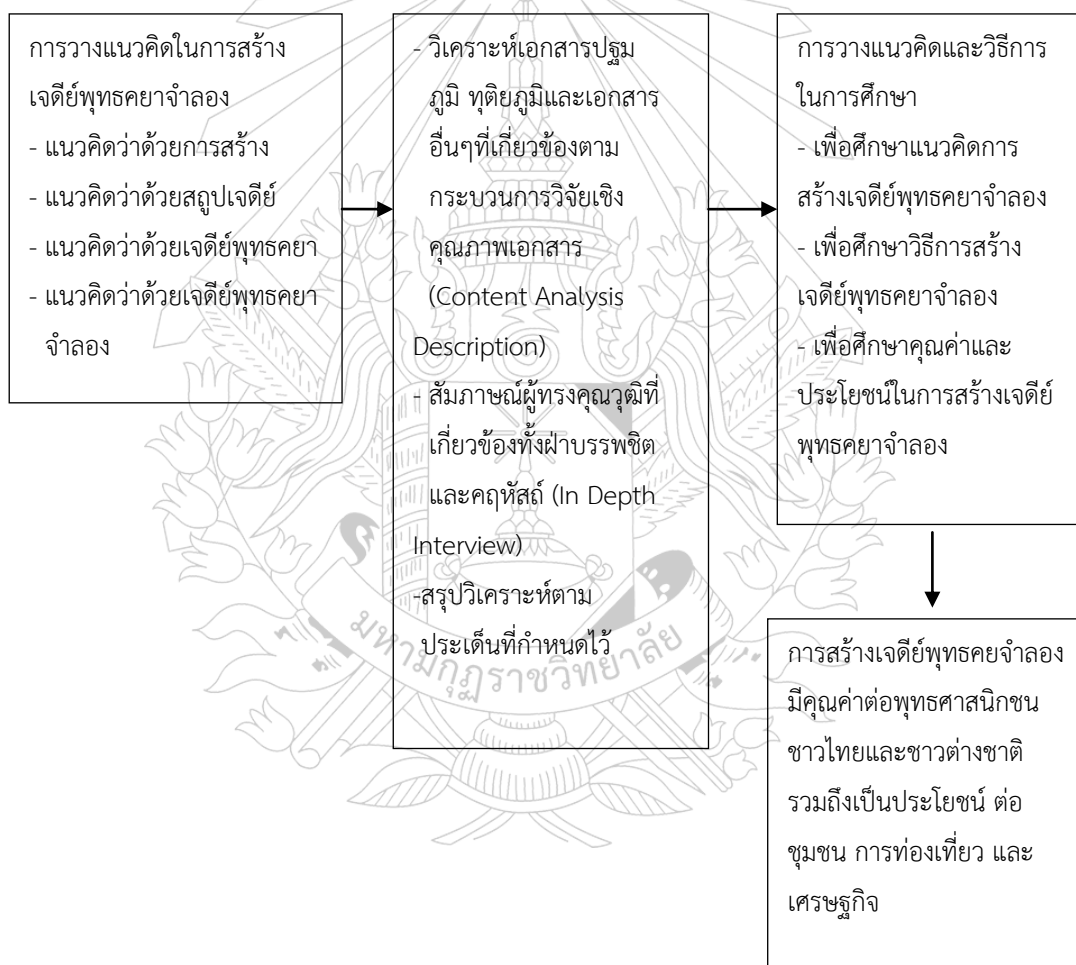 การวางแนวคิดในการสร้าง
เจดีย์พุทธคยาจำลอง
- แนวคิดว่าด้วยการสร้าง
- แนวคิดว่าด้วยสถูปเจดีย์
- แนวคิดว่าด้วยเจดีย์พุทธคยา
- แนวคิดว่าด้วยเจดีย์พุทธคยา
จำลอง
- วิเคราะห์เอกสารปฐม
ภูมิ ทุติยภูมิและเอกสาร
อื่นๆที่เกี่ยวข้องตาม
กระบวนการวิจัยเชิง
คุณภาพเอกสาร
(Content Analysis
Description)
- สัมภาษณ์ผู้ทรงคุณวุฒิที่
เกี่ยวข้องทั้งฝ่าบรรพชิต
และคฤหัสถ์ (In Depth
Interview)
-สรุปวิเคราะห์ตาม
ประเด็นที่กำหนดไว้
การวางแนวคิดและวิธีการ
ในการศึกษา
- เพื่อศึกษาแนวคิดการ
สร้างเจดีย์พุทธคยาจำลอง
- เพื่อศึกษาวิธีการสร้าง
เจดีย์พุทธคยาจำลอง
- เพื่อศึกษาคุณค่าและ
ประโยชน์ในการสร้างเจดีย์
พุทธคยาจำลอง
การสร้างเจดีย์พุทธคยจำลอง
มีคุณค่าต่อพุทธศาสนิกชน
ชาวไทยและชาวต่างชาติ
รวมถึงเป็นประโยชน์ ต่อ
ชุมชน การท่องเที่ยว และ
เศรษฐกิจ
มหามกุฏราชวิทยาลัย